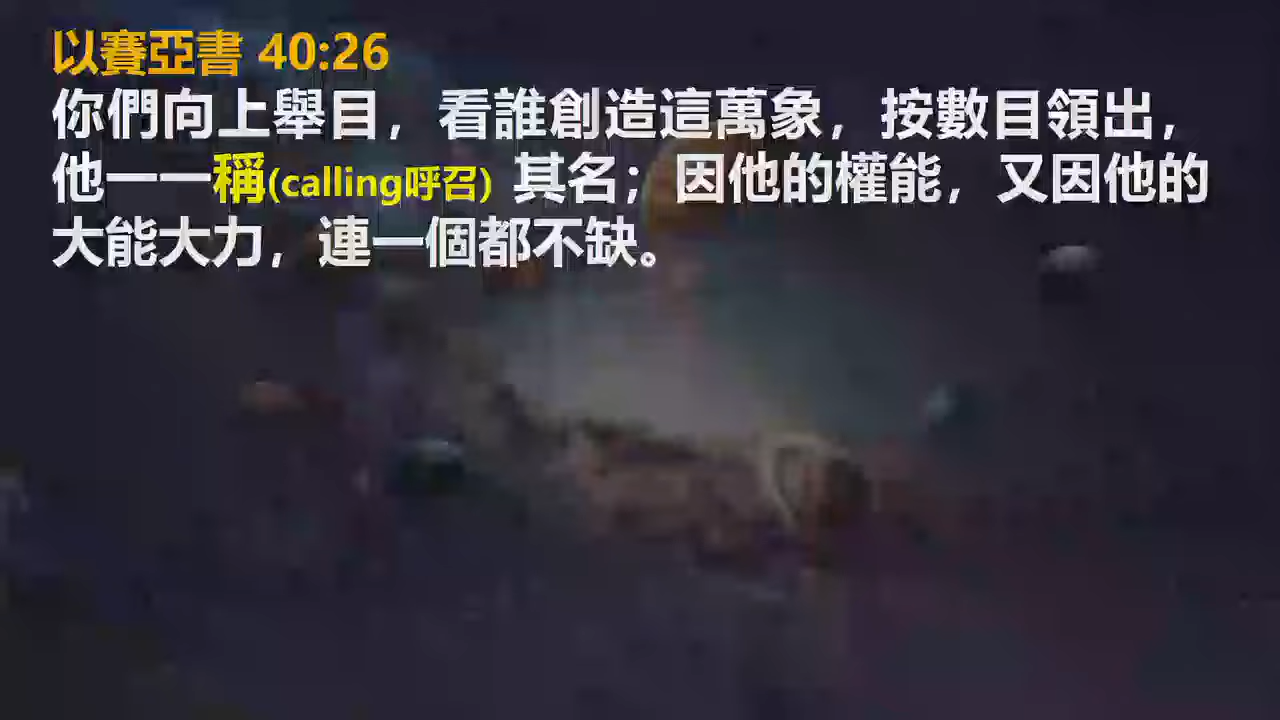 以賽亞書 40:26
你們向上舉目，看誰創造這萬象，按數目領出，
他一一稱(calling呼召) 其名；因他的權能，又因他的
大能大力，連一個都不缺。